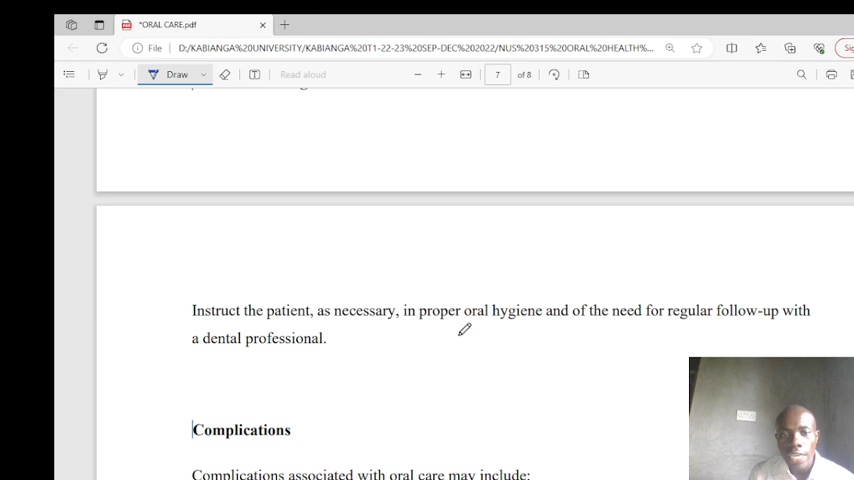 *ORAL CARE.pdf
File D:/KABIANGA%20UNIVERSITY/KABIANGA%20T1-22-23%20SEP-DEC%202022/NUS%20315%20ORAL%20HEALTH%...
Draw Read aloud 7 of 8
Instruct the patient, as necessary, in proper oral hygiene and of the need for regular follow-up with
a dental professional.
Complications
Complications associated with oral care may include: